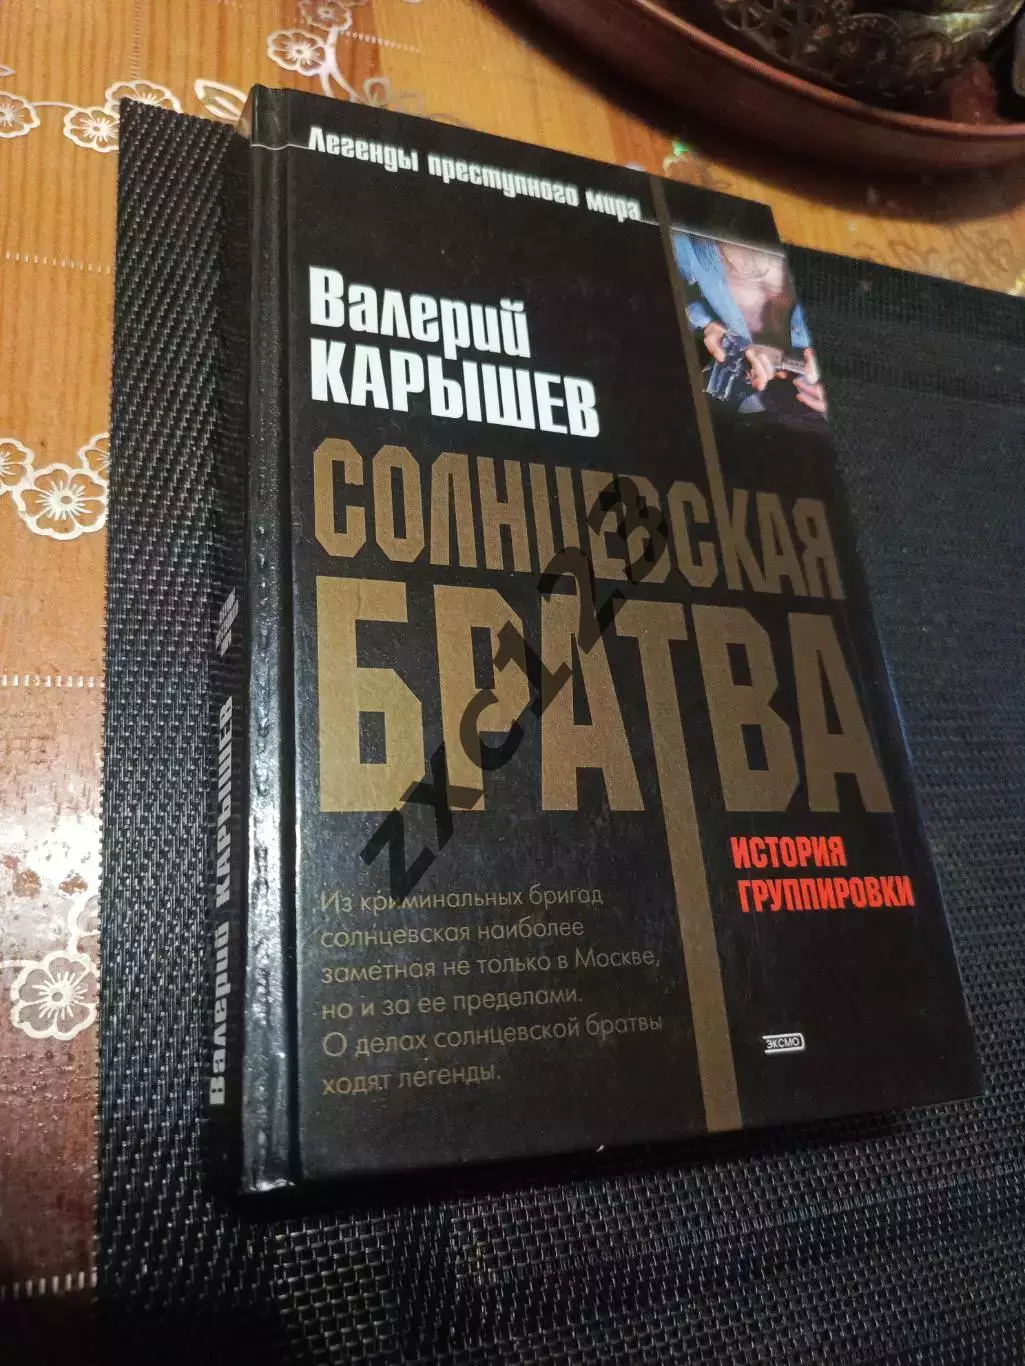 Легенды преступного мира
Валерий
КАРЫШЕВ
СОЛНЦЕВСКАЯ
БРАТВА
ИСТОРИЯ
ГРУППИРОВКИ
Из криминальных бригад
солнцевская наиболее
заметная не только в Москве,
но и за ее пределами.
О делах солнцевской братвы
ходят легенды.
ЭКСМО
Валерий КАРЫШЕВ
zxc123